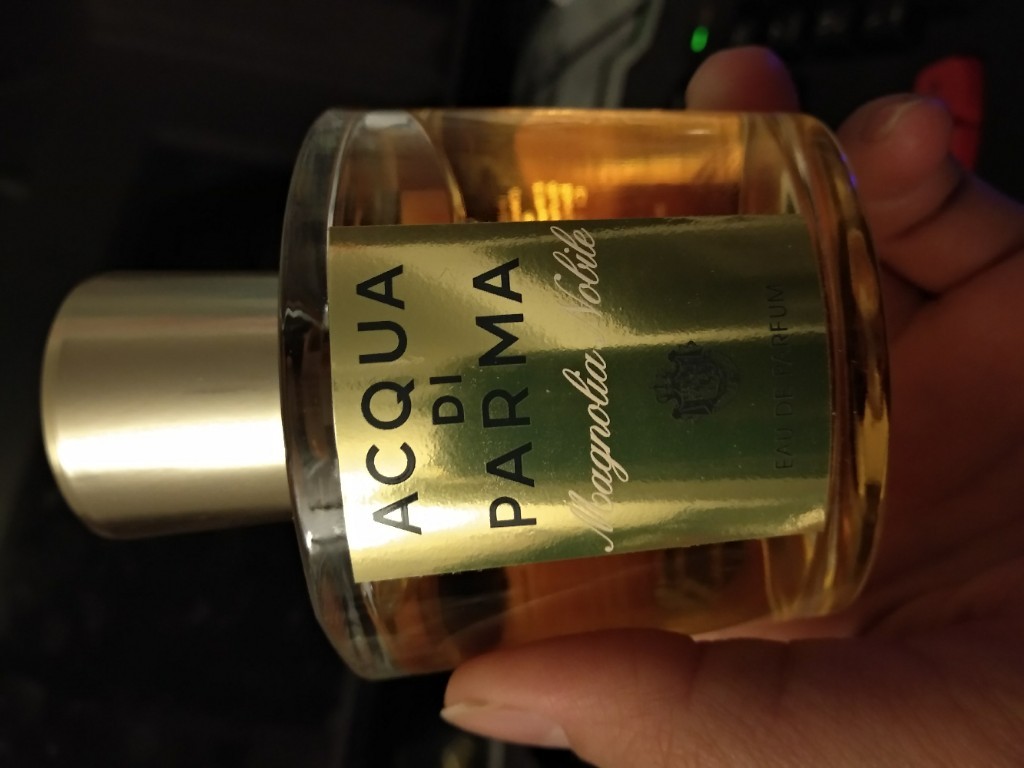 ACQUA
DI
PARMA
Magnolia Nobile
EAU DE PARFUM